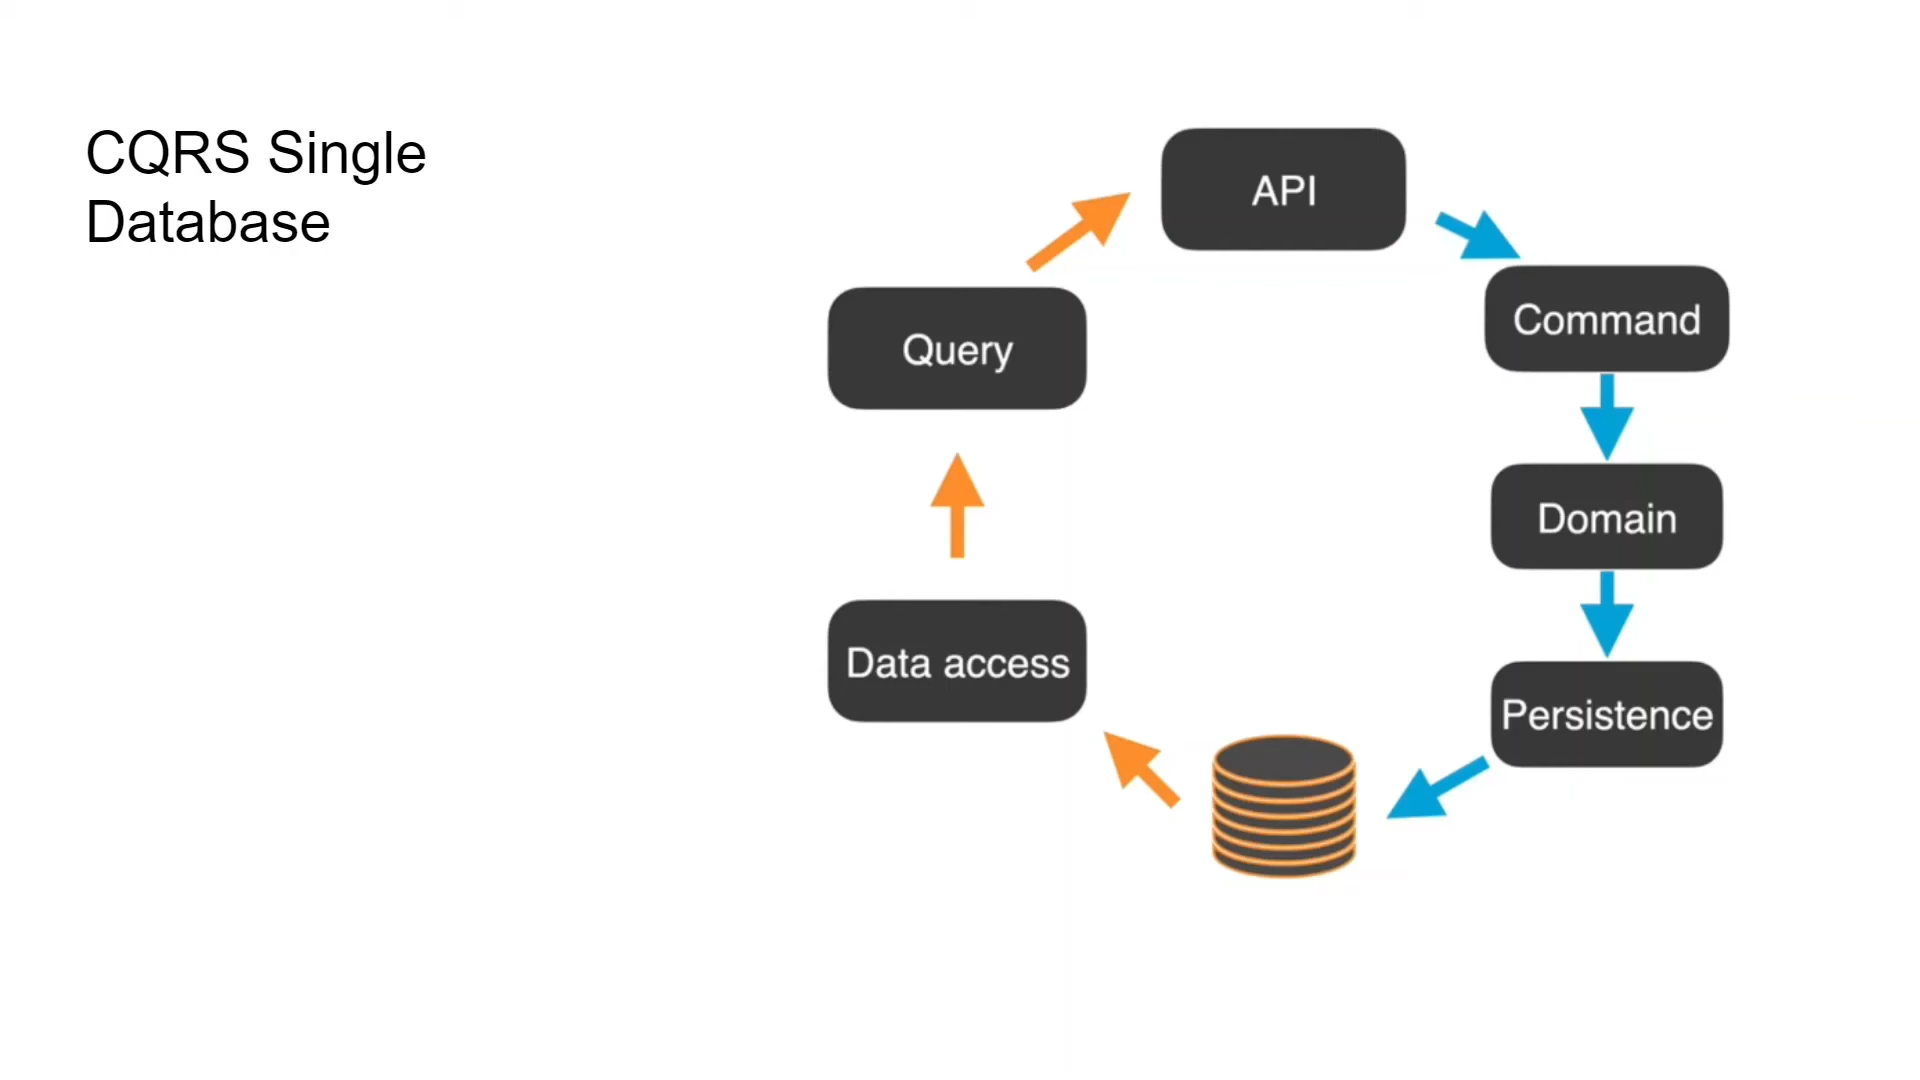 CQRS Single
Database
API
Command
Query
Domain
Data access
Persistence